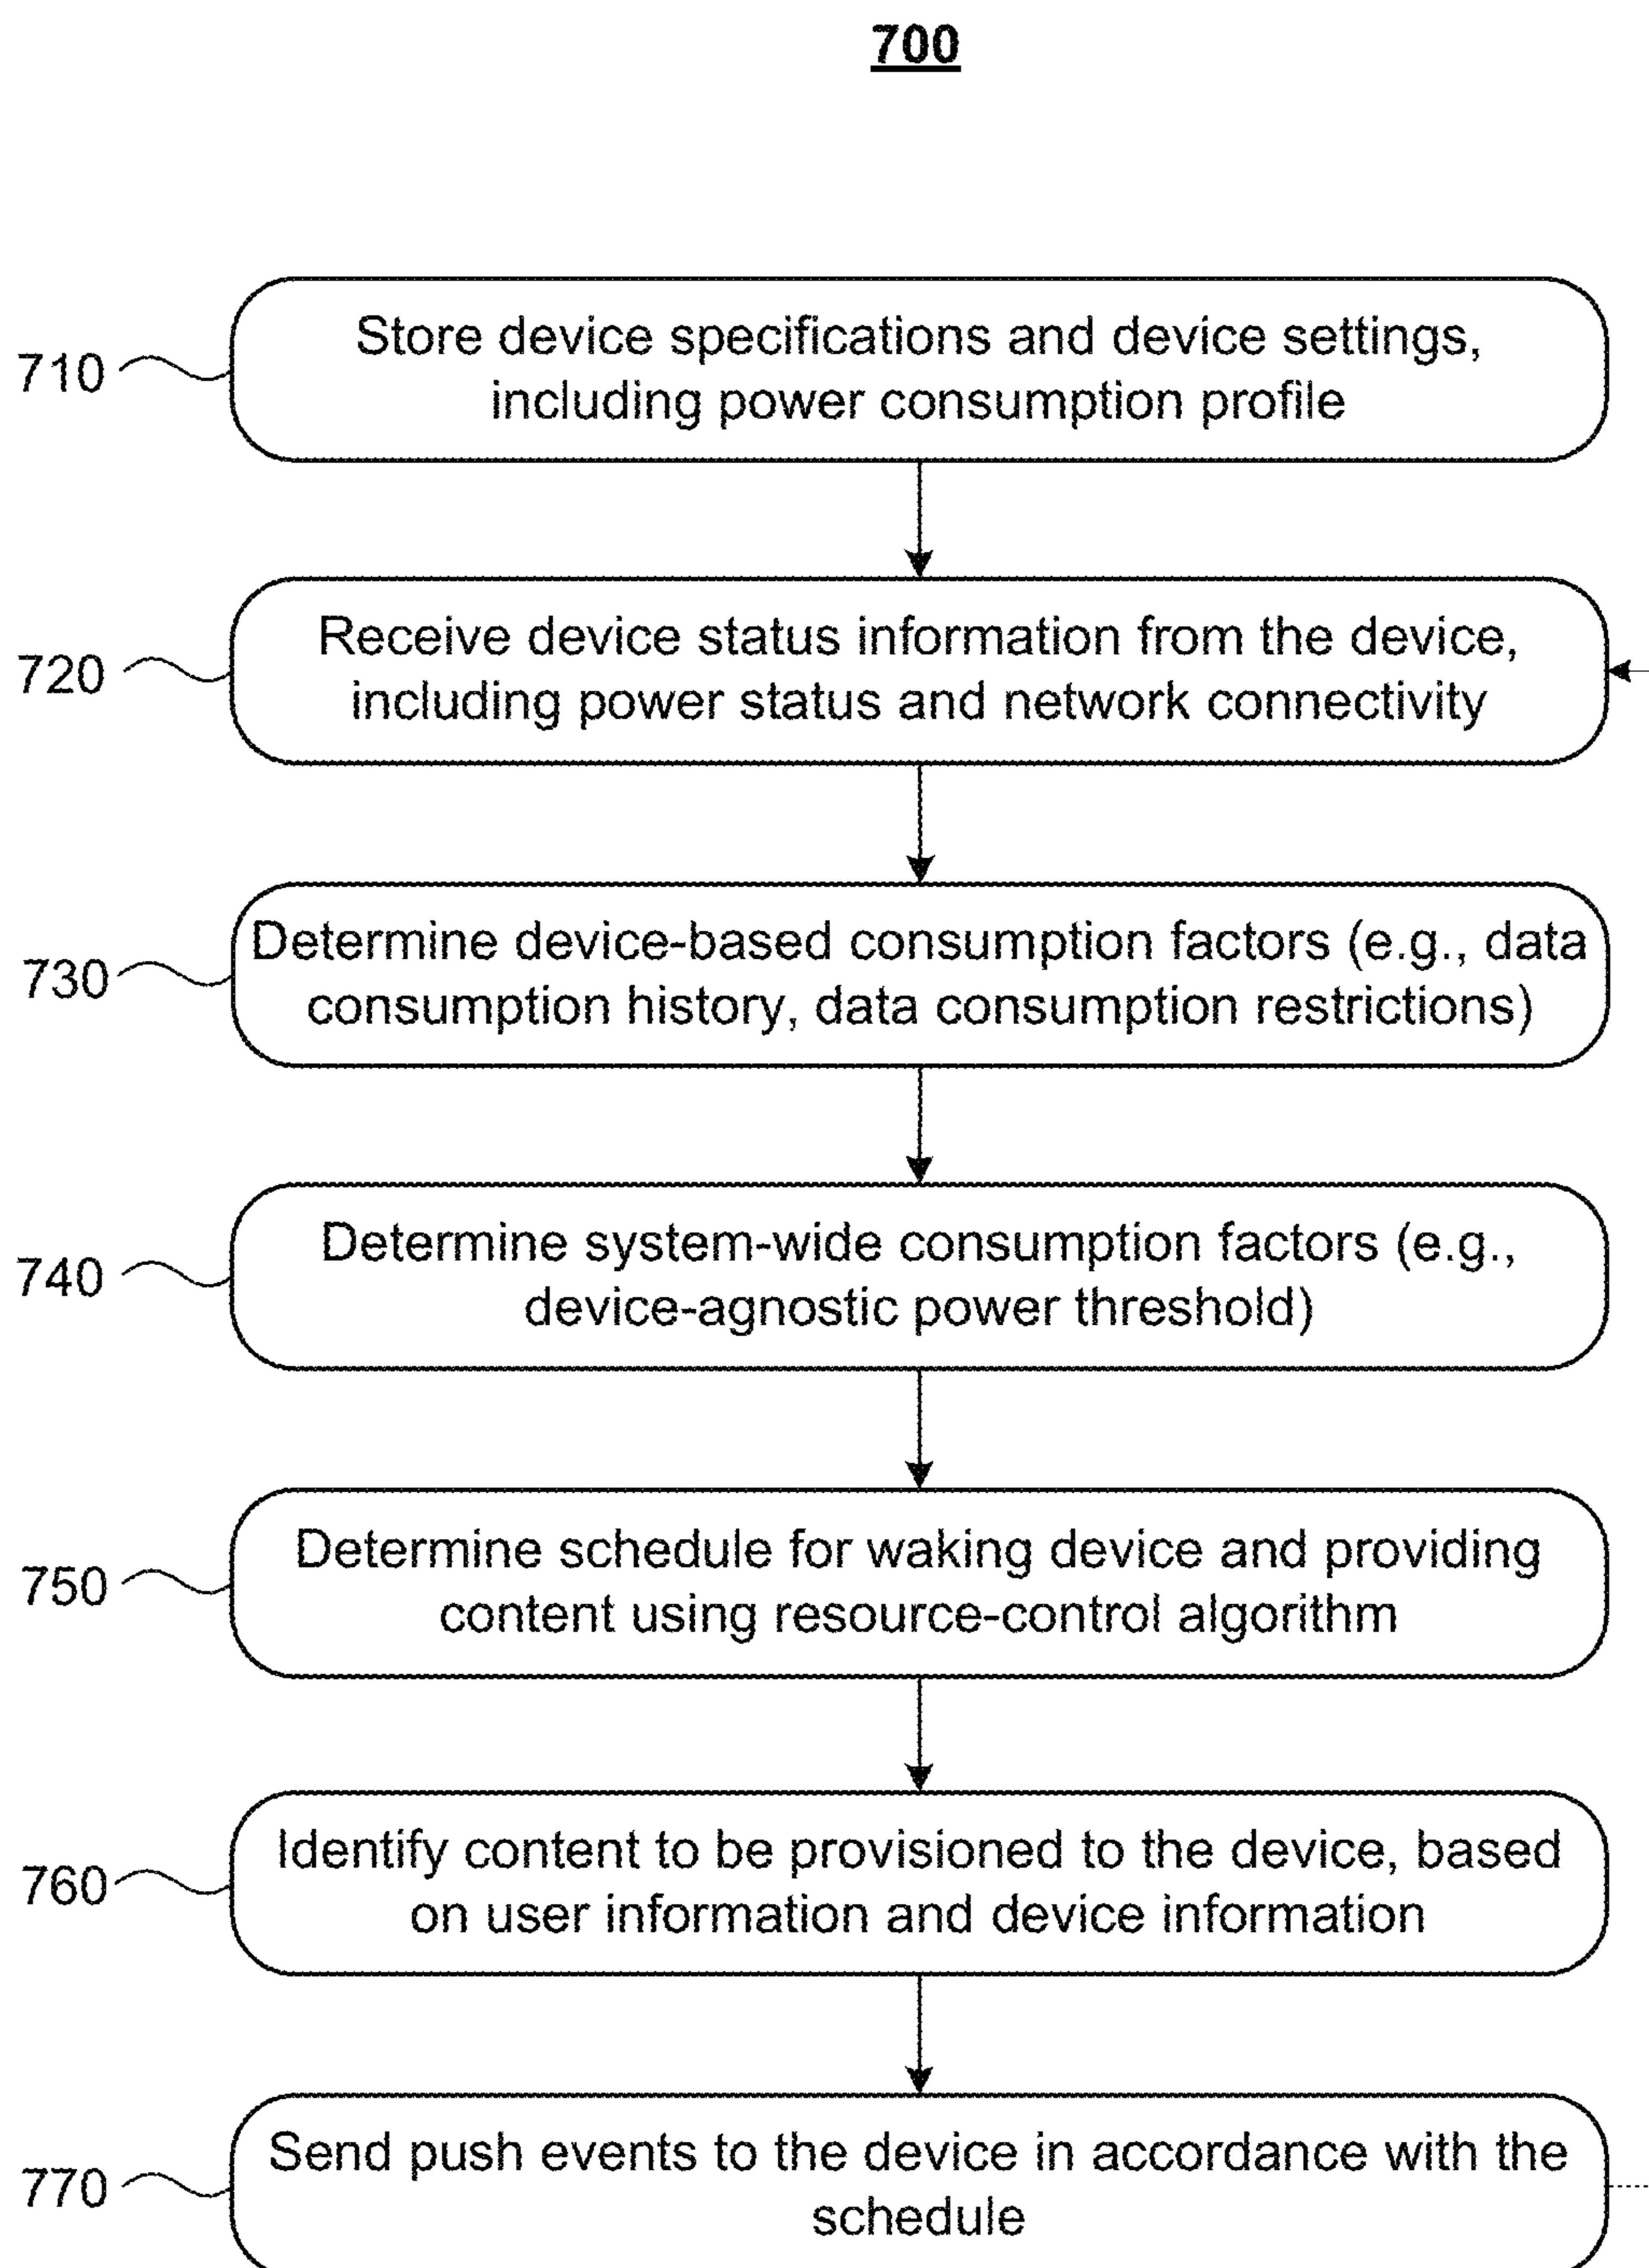 700
710
Store device specifications and device settings,
including power consumption profile
720
Receive device status information from the device,
including power status and network connectivity
730
Determine device-based consumption factors (e.g., data
consumption history, data consumption restrictions)
740
Determine system-wide consumption factors (e.g.,
device-agnostic power threshold)
750
Determine schedule for waking device and providing
content using resource-control algorithm
760
Identify content to be provisioned to the device, based
on user information and device information
770
Send push events to the device in accordance with the
schedule